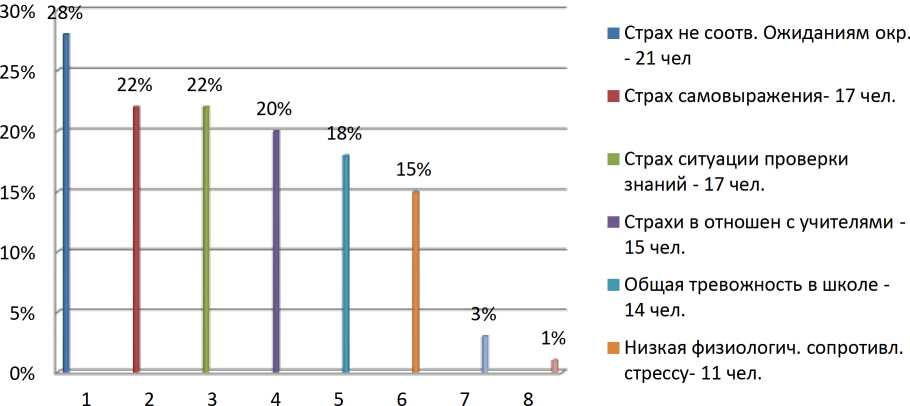 30%
25%
20%
15%
10%
5%
0%
28%
22%
22%
20%
18%
15%
3%
1%
1 2 3 4 5 6 7 8
Страх не соотв. Ожиданиям окр.
- 21 чел
Страх самовыражения- 17 чел.
Страх ситуации проверки
знаний - 17 чел.
Страхи в отношен с учителями -
15 чел.
Общая тревожность в школе -
14 чел.
Низкая физиологич. сопротивл.
стрессу- 11 чел.